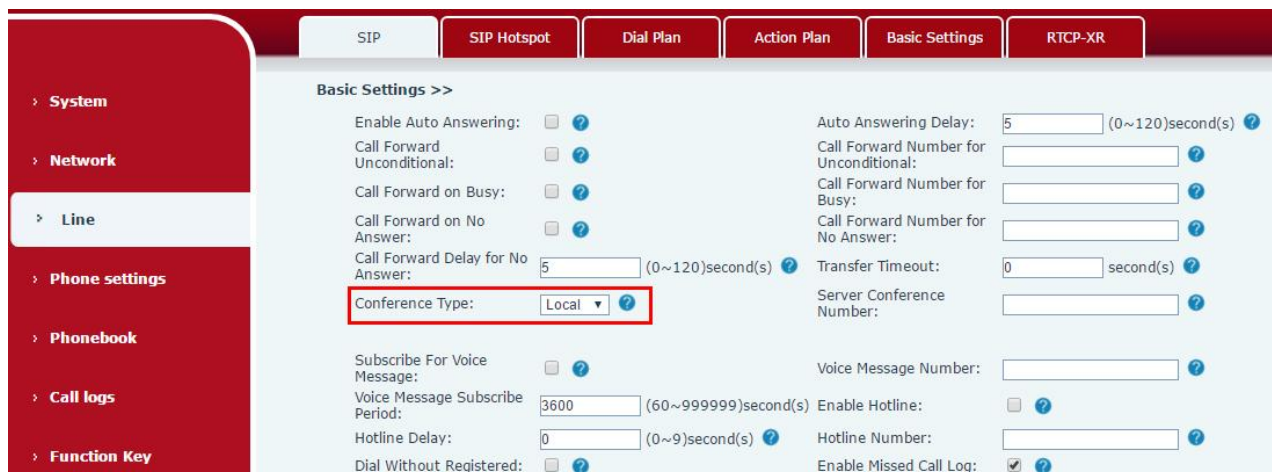 SIP
SIP Hotspot
Dial Plan
Action Plan
Basic Settings
RTCP-XR
› System
› Network
› Line
› Phone settings
› Phonebook
› Call logs
› Function Key
Basic Settings >>
Enable Auto Answering:
Auto Answering Delay: 5 (0~120)second(s)
Call Forward
Unconditional:
Call Forward Number for
Unconditional:
Call Forward on Busy:
Call Forward Number for
Busy:
Call Forward on No
Answer:
Call Forward Number for
No Answer:
Call Forward Delay for No
Answer: 5 (0~120)second(s)
Transfer Timeout: 0 second(s)
Conference Type: Local
Server Conference
Number:
Subscribe For Voice
Message:
Voice Message Number:
Voice Message Subscribe
Period: 3600 (60~999999)second(s)
Enable Hotline:
Hotline Delay: 0 (0~9)second(s)
Hotline Number:
Dial Without Registered:
Enable Missed Call Log: